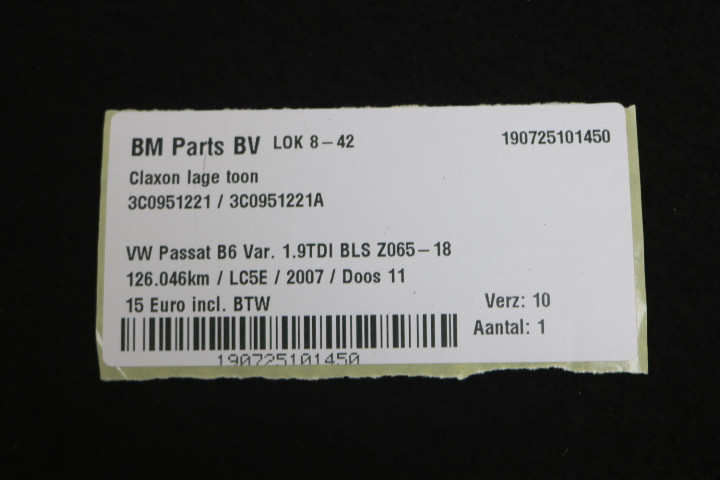 BM Parts BV LOK 8-42 190725101450
Claxon lage toon
3C0951221 / 3C0951221A
VW Passat B6 Var. 1.9TDI BLS Z065-18
126.046km / LC5E / 2007 / Doos 11
15 Euro incl. BTW Verz: 10
Aantal: 1
190725101450